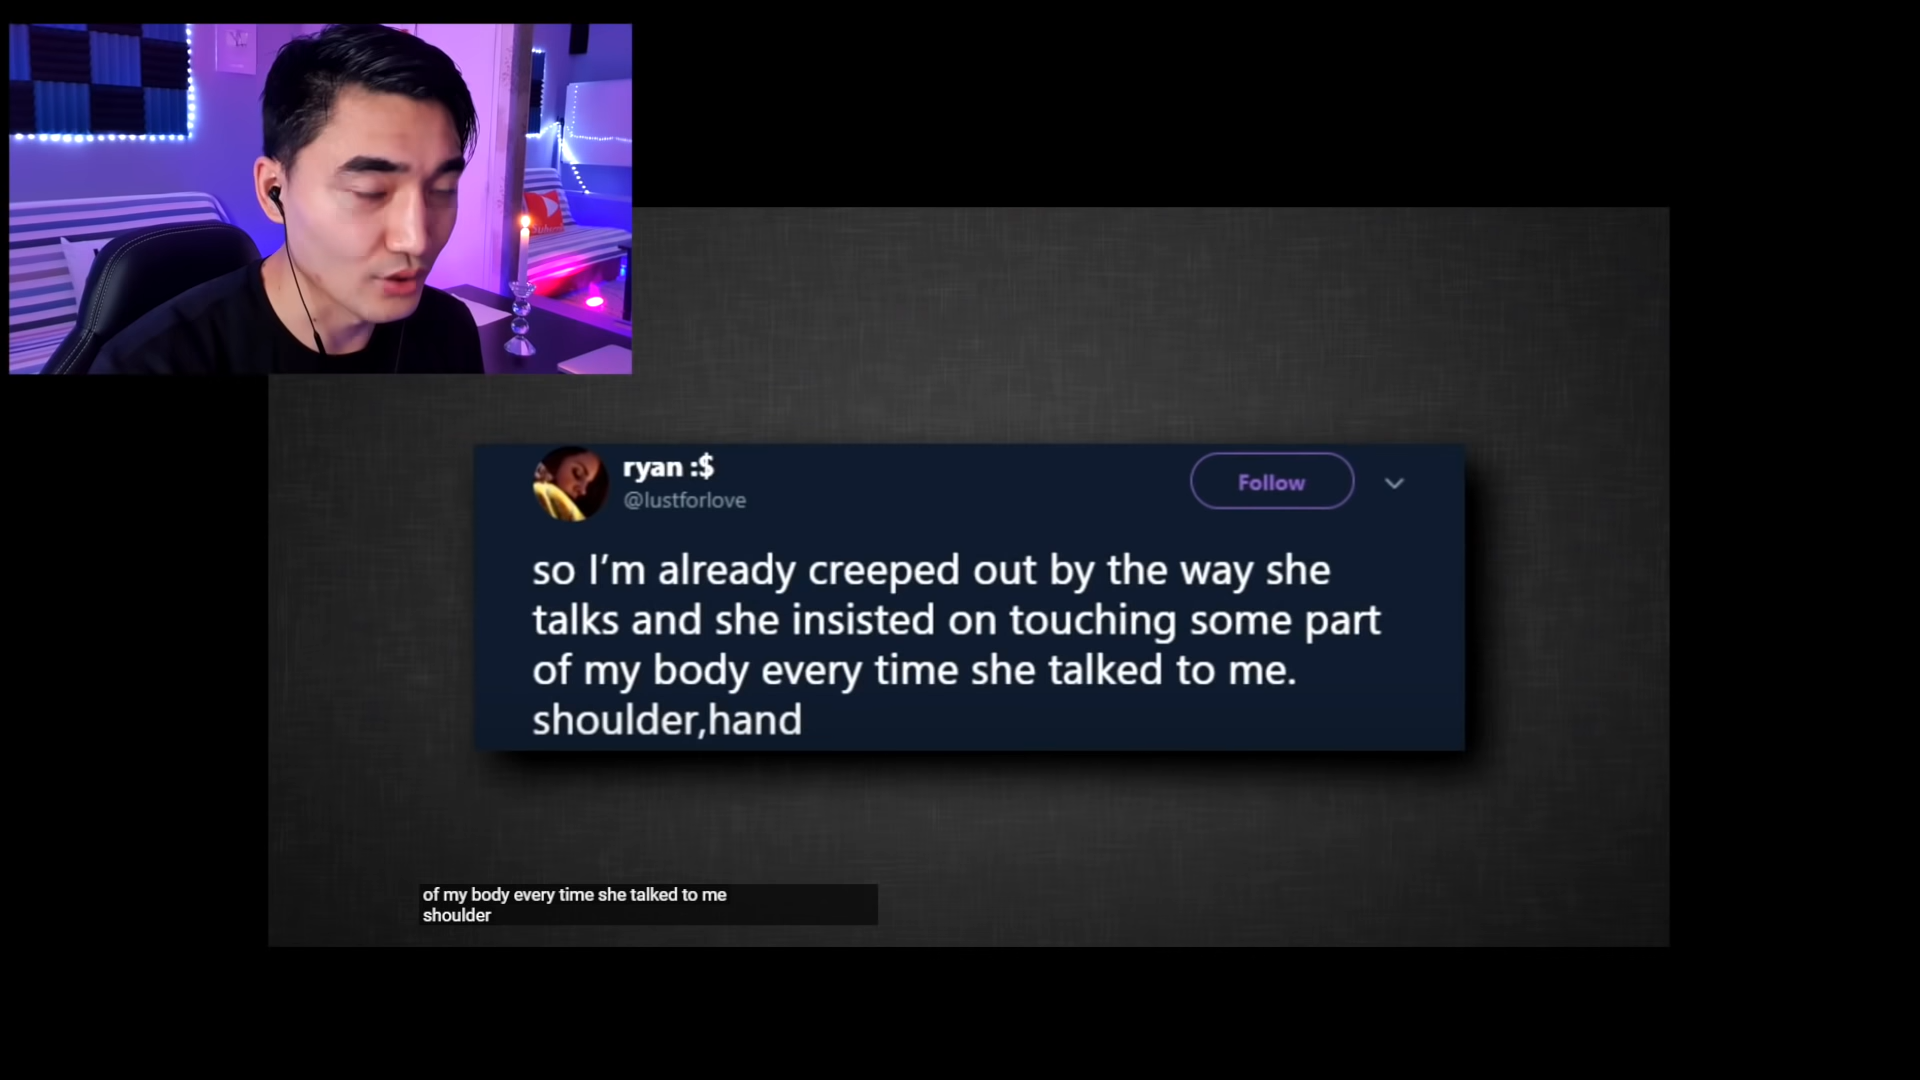 ryan :$
@lustforlove
Follow
so I'm already creeped out by the way she
talks and she insisted on touching some part
of my body every time she talked to me.
shoulder,hand
of my body every time she talked to me
shoulder